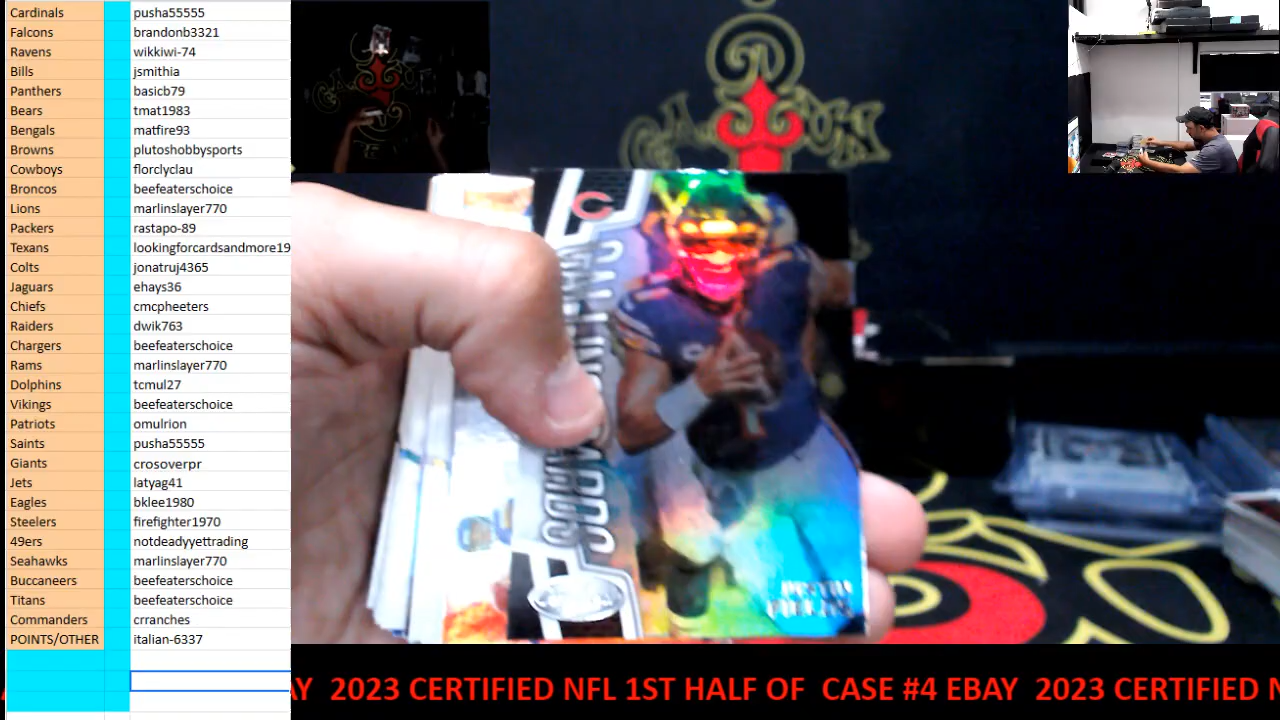 Cardinals pusha55555
Falcons brandonb3321
Ravens wikkiwi-74
Bills jsmithia
Panthers basicb79
Bears tmat1983
Bengals matfire93
Browns plutoshobbysports
Cowboys florclyclau
Broncos beefeaterschoice
Lions marlinslayer770
Packers rastapo-89
Texans lookingforcardsandmore19
Colts jonatruj4365
Jaguars ehays36
Chiefs cmcpheeters
Raiders dwik763
Chargers beefeaterschoice
Rams marlinslayer770
Dolphins tcmul27
Vikings beefeaterschoice
Patriots omulrion
Saints pusha55555
Giants crosoverpr
Jets latyag41
Eagles bklee1980
Steelers firefighter1970
49ers notdeadyyettrading
Seahawks marlinslayer770
Buccaneers beefeaterschoice
Titans beefeaterschoice
Commanders crranches
POINTS/OTHER italian-6337
AY 2023 CERTIFIED NFL 1ST HALF OF CASE #4 EBAY 2023 CERTIFIED N